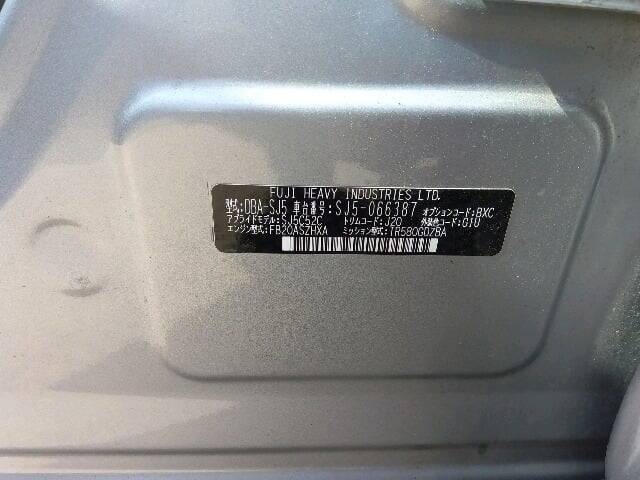 FUJI HEAVY INDUSTRIES LTD.
型式:DBA-SJ5 車台番号:SJ5-066387 オプションコード:BXC
アプライドモデル:SJ5C52C トリムコード:J20 外装色コード:G1U
エンジン型式:FB20ASZHXA ミッション型式:TR580GD7BA